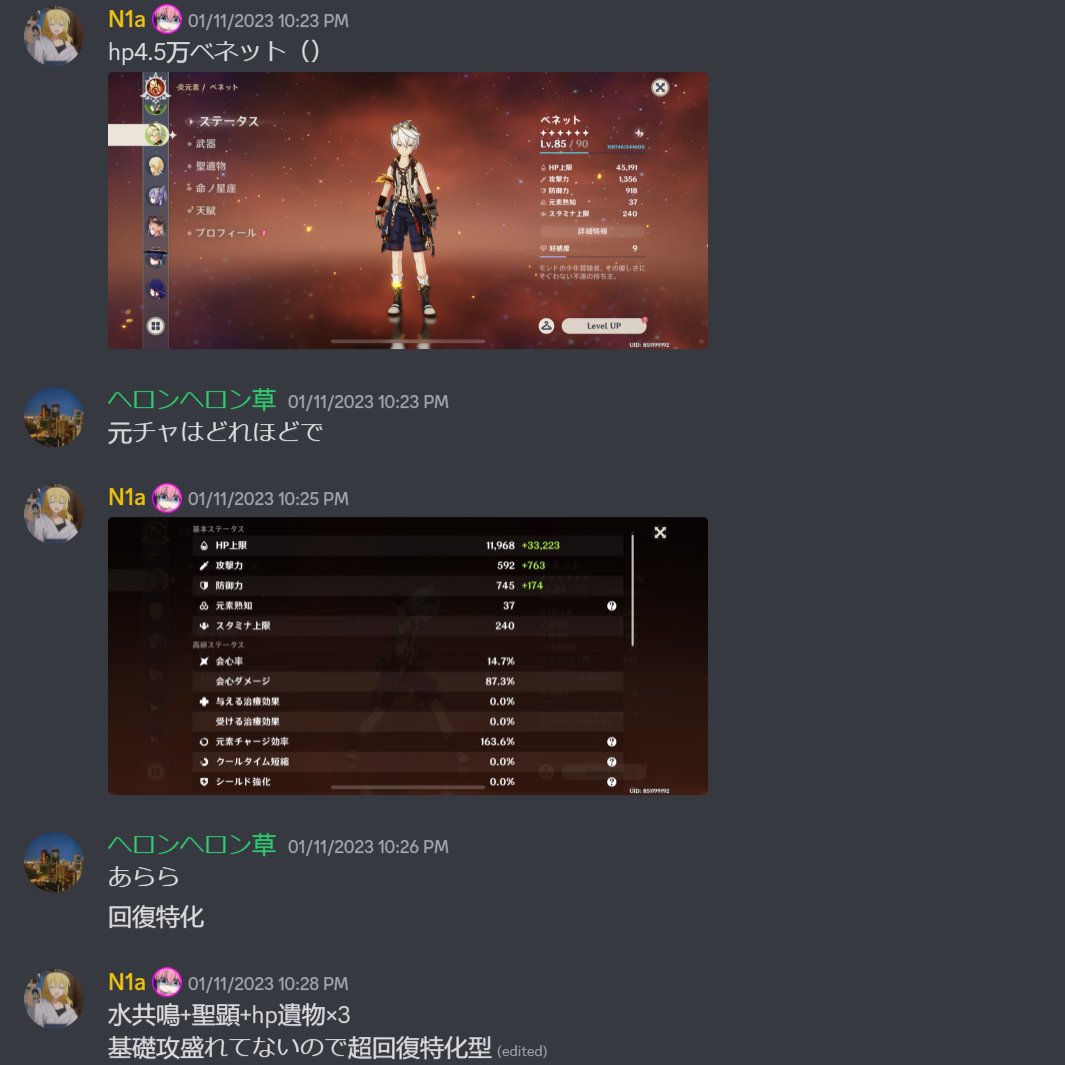 N1a 01/11/2023 10:23 PM
hp4.5万ベネット（）
炎元素 / ベネット
ステータス
武器
聖遺物
命ノ星座
天賦
プロフィール
ベネット
Lv.85 / 90
HP上限 45,191
攻撃力 1,356
防御力 918
元素熟知 37
スタミナ上限 240
詳細情報
好感度 9
モンドの少年冒険者。その優しさに
そぐわない不運の持ち主。
Level UP
UID: 851199192
ヘロンヘロン草 01/11/2023 10:23 PM
元チャはどれほどで
N1a 01/11/2023 10:25 PM
基本ステータス
HP上限 11,968 +33,223
攻撃力 592 +763
防御力 745 +174
元素熟知 37
スタミナ上限 240
高級ステータス
会心率 14.7%
会心ダメージ 87.3%
与える治療効果 0.0%
受ける治療効果 0.0%
元素チャージ効率 163.6%
クールタイム短縮 0.0%
シールド強化 0.0%
UID: 851199192
ヘロンヘロン草 01/11/2023 10:26 PM
あらら
回復特化
N1a 01/11/2023 10:28 PM
水共鳴+聖顕+hp遺物×3
基礎攻盛れてないので超回復特化型 (edited)